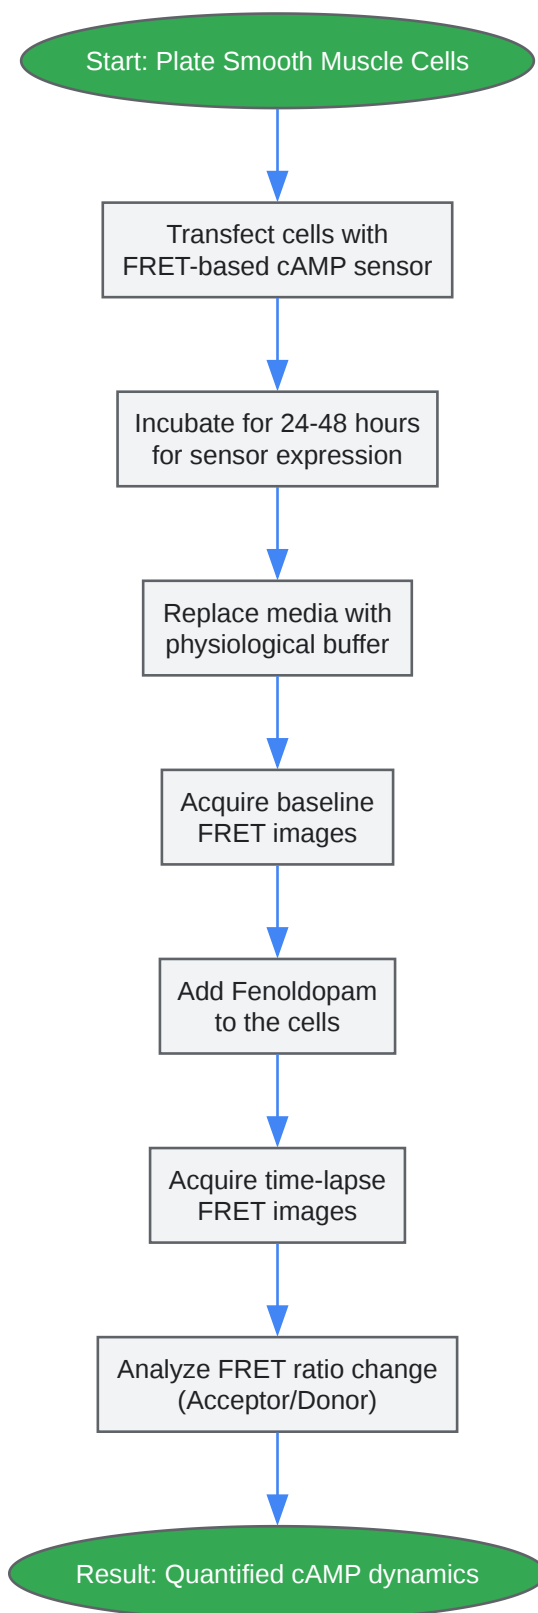 Start: Plate Smooth Muscle Cells
Transfect cells with
FRET-based cAMP sensor
Incubate for 24-48 hours
for sensor expression
Replace media with
physiological buffer
Acquire baseline
FRET images
Add Fenoldopam
to the cells
Acquire time-lapse
FRET images
Analyze FRET ratio change
(Acceptor/Donor)
Result: Quantified cAMP dynamics